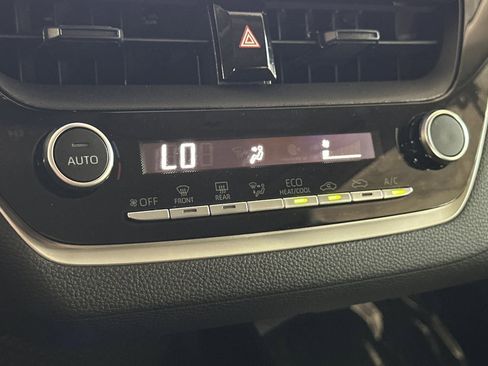 LO
AUTO
OFF
FRONT
REAR
ECO
HEAT/COOL
A/C